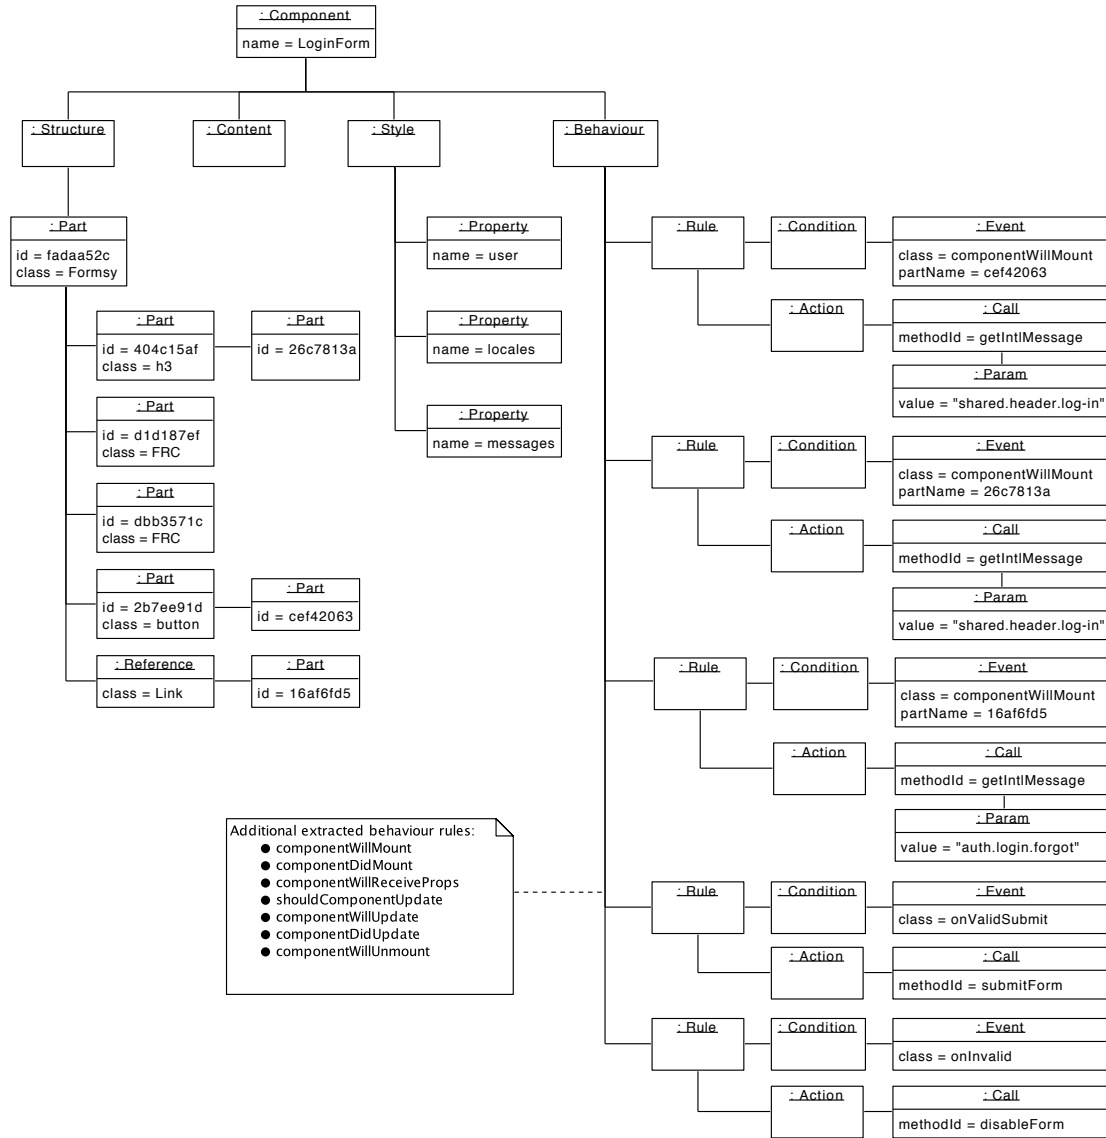 : Component
name = LoginForm
: Structure
: Content
: Style
: Behaviour
: Part
id = fadaa52c
class = Formsy
: Part
id = 404c15af
class = h3
: Part
id = 26c7813a
: Part
id = d1d187ef
class = FRC
: Part
id = dbb3571c
class = FRC
: Part
id = 2b7ee91d
class = button
: Part
id = cef42063
: Reference
class = Link
: Part
id = 16af6fd5
: Property
name = user
: Property
name = locales
: Property
name = messages
: Rule
: Condition
: Event
class = componentWillMount
partName = cef42063
: Action
: Call
methodId = getIntlMessage
: Param
value = "shared.header.log-in"
: Rule
: Condition
: Event
class = componentWillMount
partName = 26c7813a
: Action
: Call
methodId = getIntlMessage
: Param
value = "shared.header.log-in"
: Rule
: Condition
: Event
class = componentWillMount
partName = 16af6fd5
: Action
: Call
methodId = getIntlMessage
: Param
value = "auth.login.forgot"
: Rule
: Condition
: Event
class = onValidSubmit
: Action
: Call
methodId = submitForm
: Rule
: Condition
: Event
class = onInvalid
: Action
: Call
methodId = disableForm
Additional extracted behaviour rules:
● componentWillMount
● componentDidMount
● componentWillReceiveProps
● shouldComponentUpdate
● componentWillUpdate
● componentDidUpdate
● componentWillUnmount